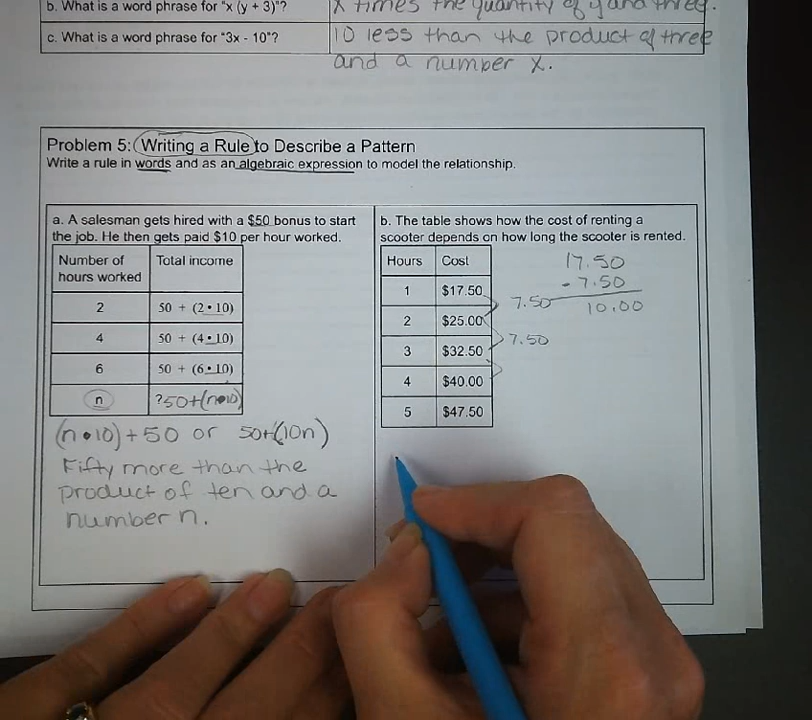 b. What is a word phrase for "x (y + 3)"?
x times the quantity of y and three.
c. What is a word phrase for "3x - 10"?
10 less than the product of three
and a number x.
Problem 5: Writing a Rule to Describe a Pattern
Write a rule in words and as an algebraic expression to model the relationship.
a. A salesman gets hired with a $50 bonus to start
the job. He then gets paid $10 per hour worked.
Number of hours worked Total income
2 50 + (2 • 10)
4 50 + (4 • 10)
6 50 + (6 • 10)
n ? 50+(n•10)
(n•10)+50 or 50+(10n)
Fifty more than the
product of ten and a
number n.
b. The table shows how the cost of renting a
scooter depends on how long the scooter is rented.
Hours Cost
1 $17.50
2 $25.00
3 $32.50
4 $40.00
5 $47.50
17.50
- 7.50
10.00
7.50
7.50